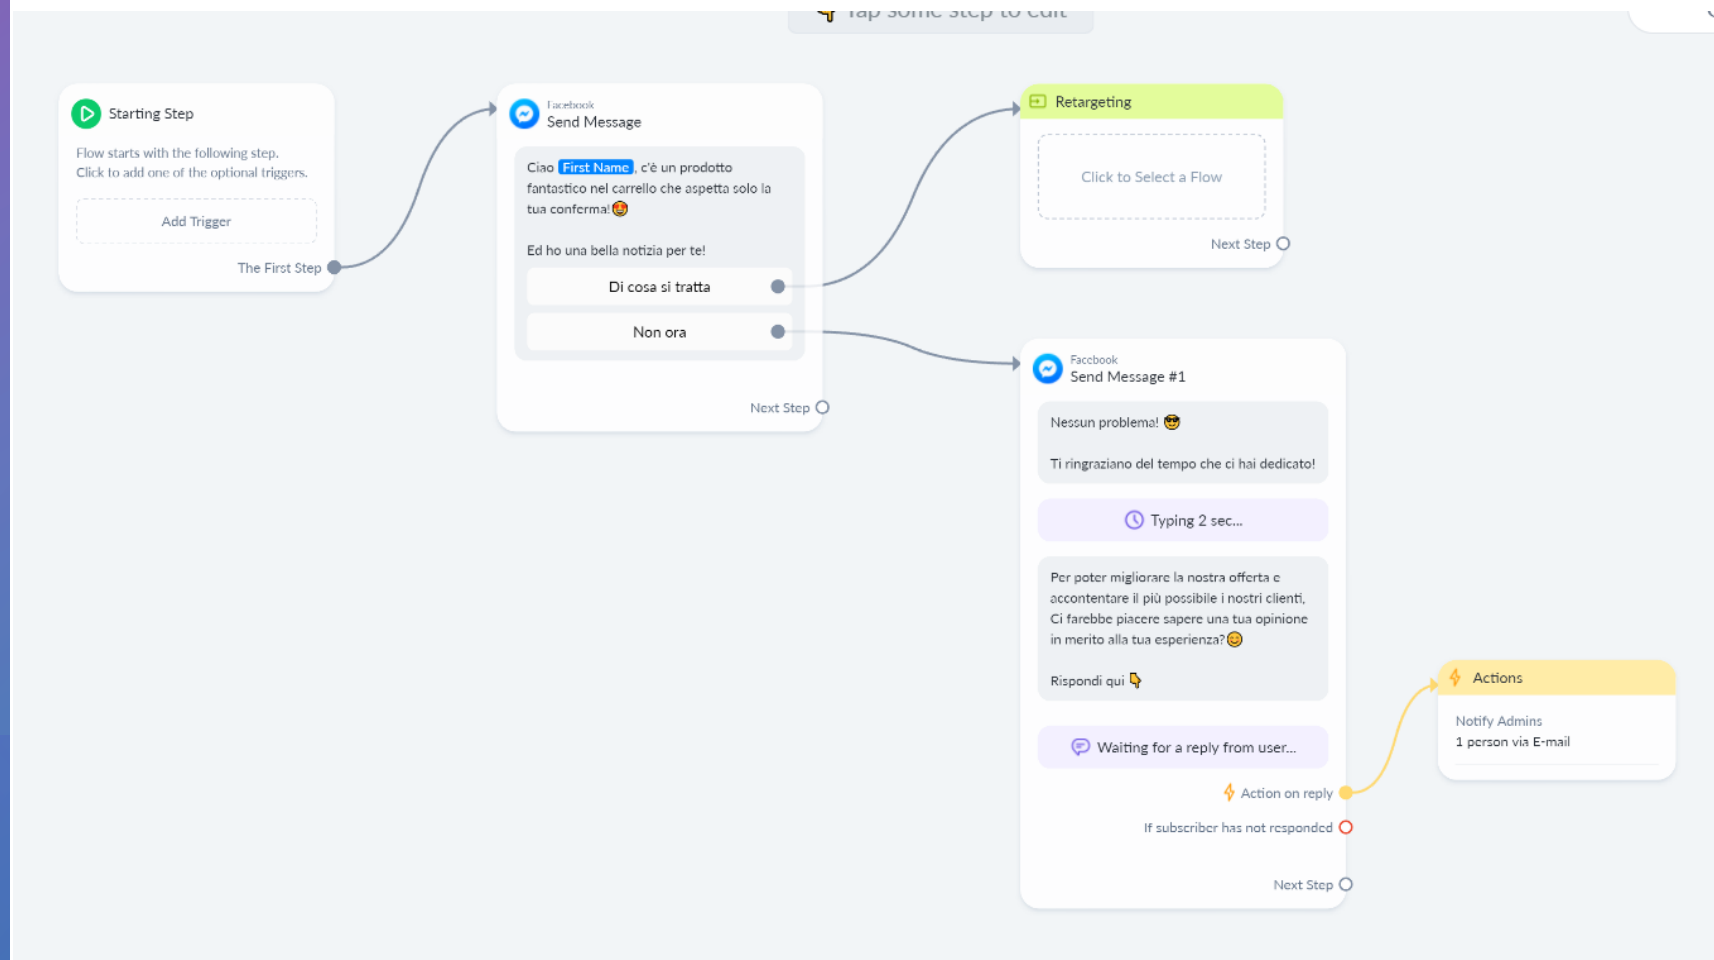 Tap some step to edit
Starting Step
Flow starts with the following step.
Click to add one of the optional triggers.
Add Trigger
The First Step
Facebook
Send Message
Ciao First Name, c'è un prodotto
fantastico nel carrello che aspetta solo la
tua conferma!🤩
Ed ho una bella notizia per te!
Di cosa si tratta
Non ora
Next Step
Retargeting
Click to Select a Flow
Next Step
Facebook
Send Message #1
Nessun problema! 😎
Ti ringraziano del tempo che ci hai dedicato!
Typing 2 sec...
Per poter migliorare la nostra offerta e
accontentare il più possibile i nostri clienti,
Ci farebbe piacere sapere una tua opinione
in merito alla tua esperienza?😊
Rispondi qui 👇
Waiting for a reply from user...
Action on reply
If subscriber has not responded
Next Step
Actions
Notify Admins
1 person via E-mail